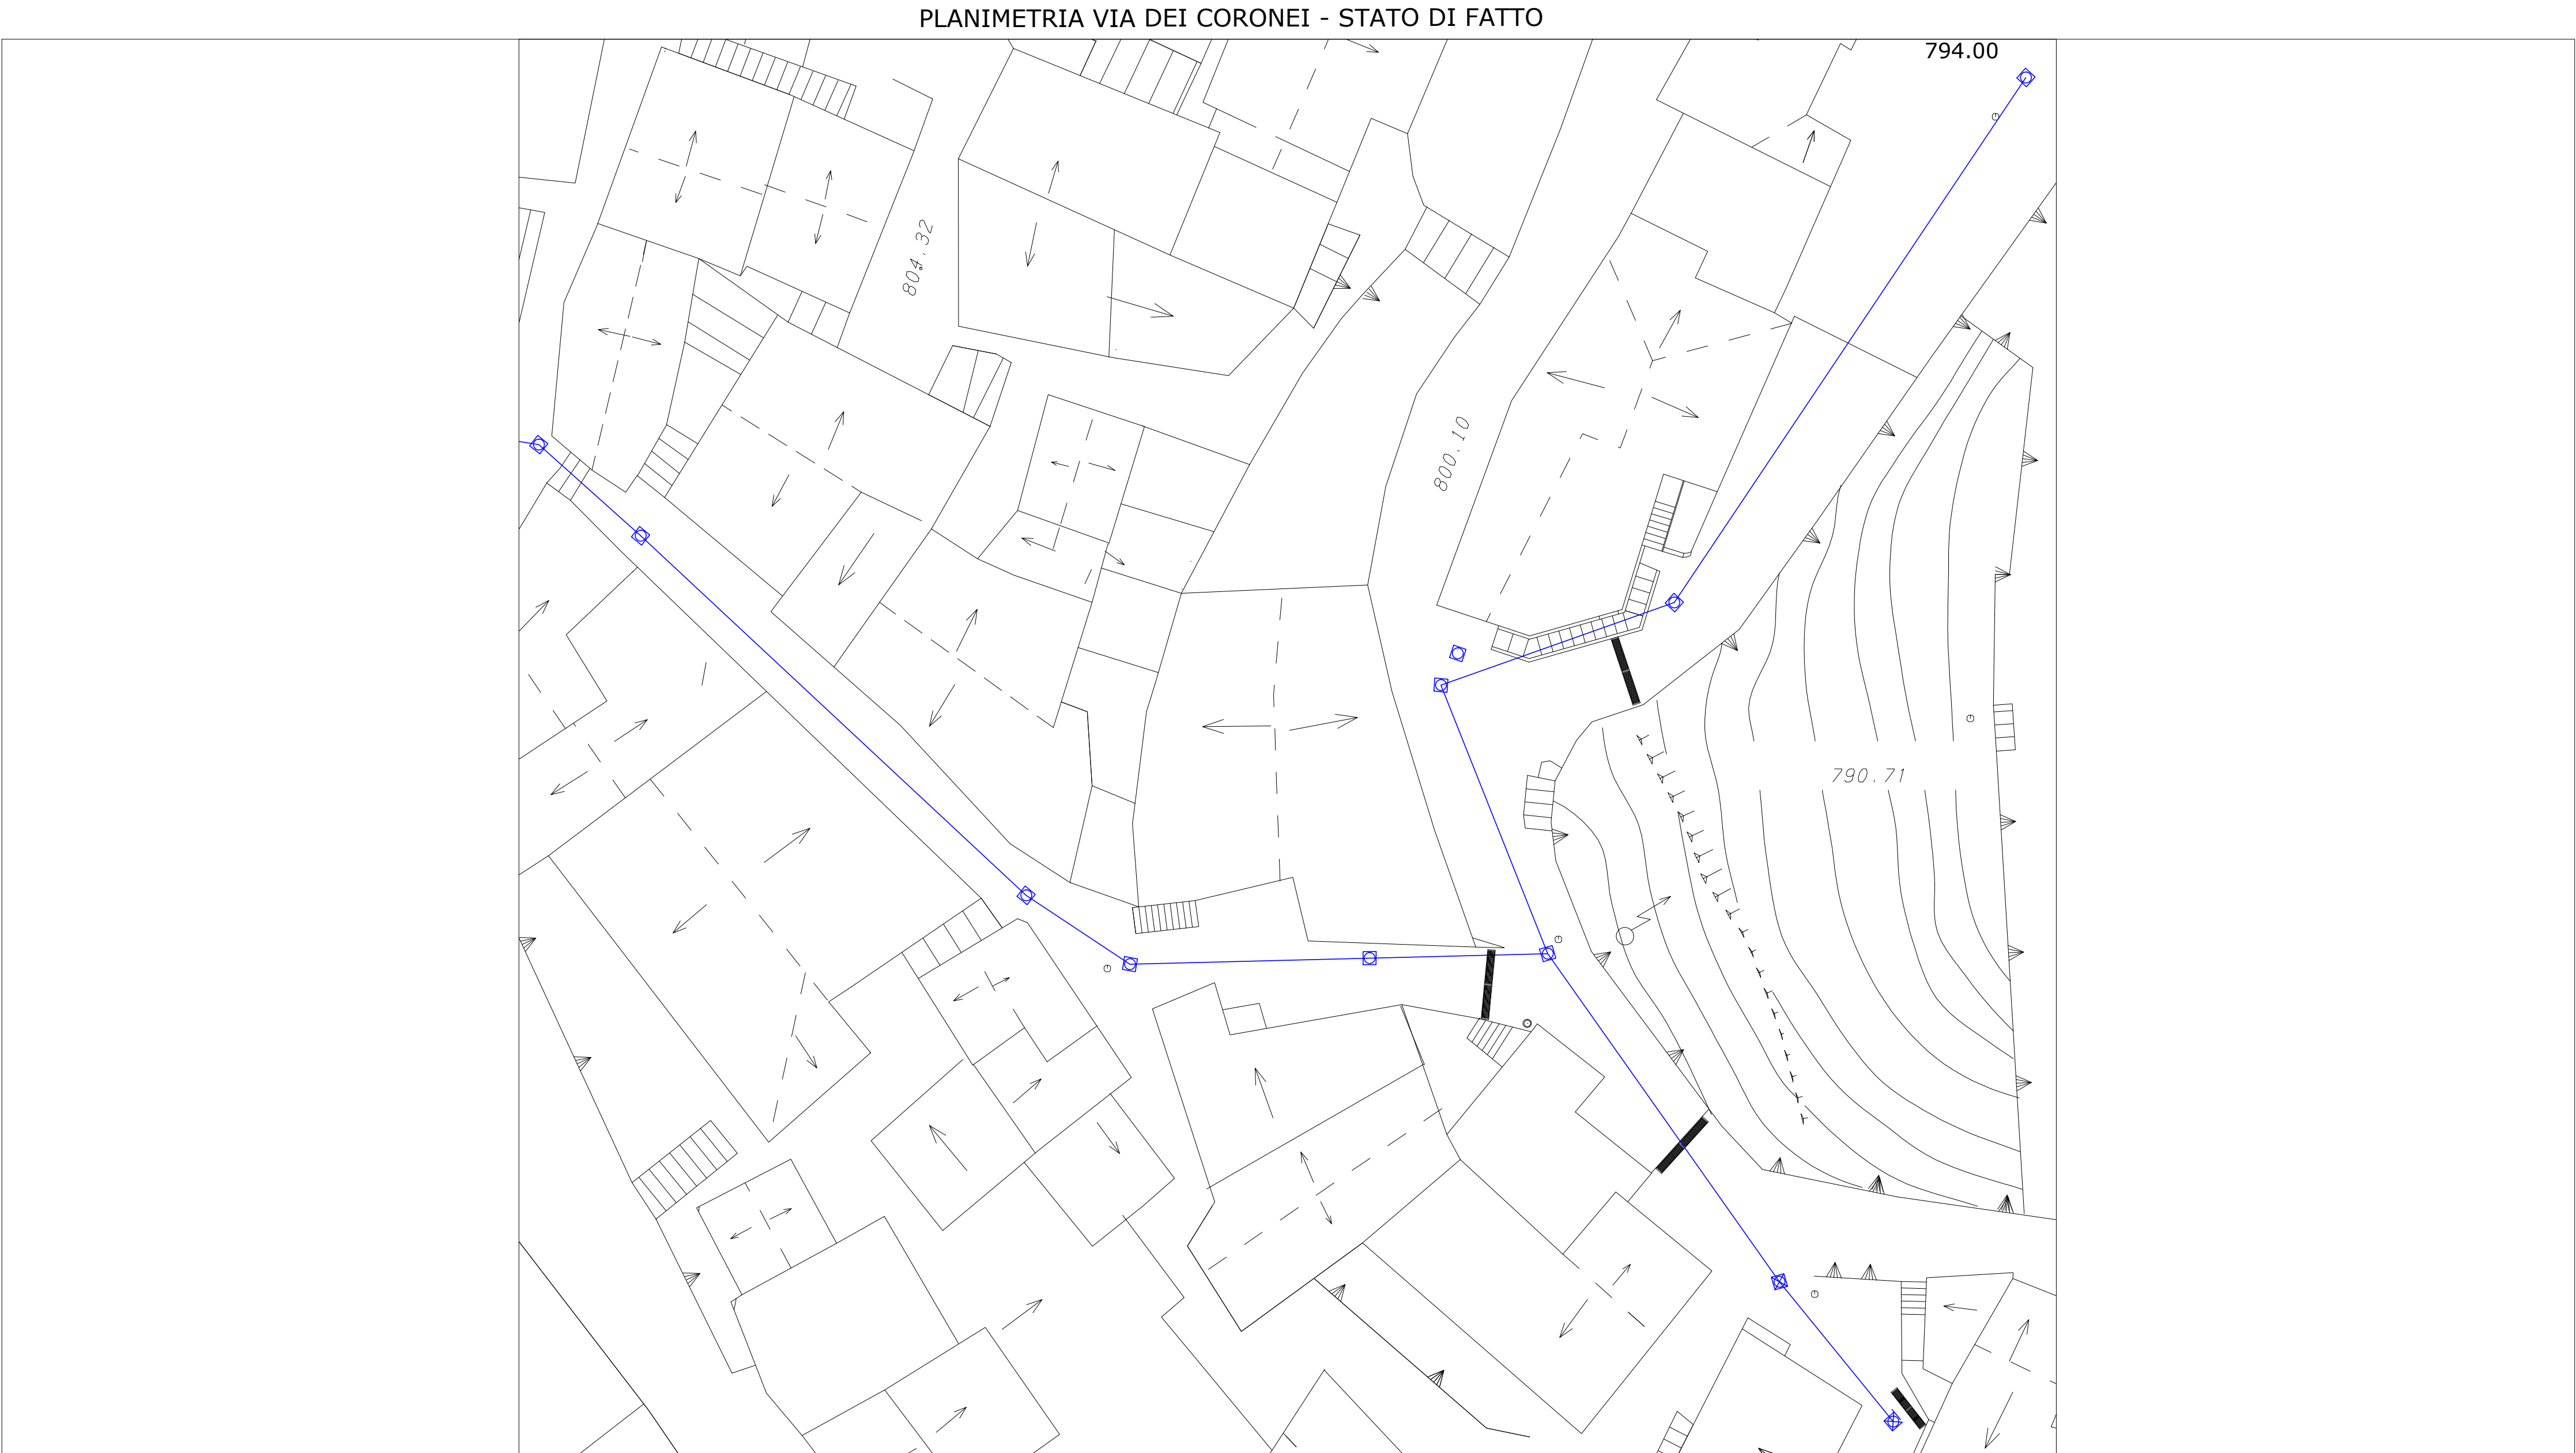 PLANIMETRIA VIA DEI CORONEI - STATO DI FATTO
794.00
804.32
800.10
790.71